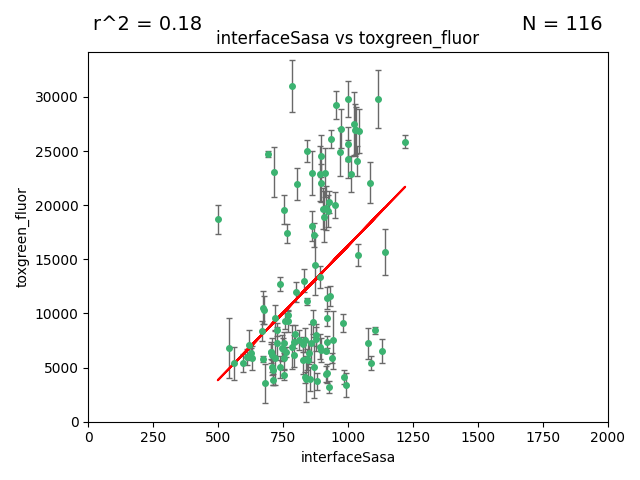 r^2 = 0.18
N = 116
interfaceSasa vs toxgreen_fluor
30000
25000
20000
15000
10000
5000
0
toxgreen_fluor
0 250 500 750 1000 1250 1500 1750 2000
interfaceSasa